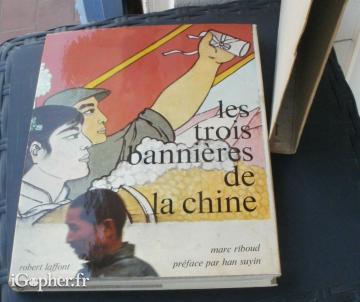 les
trois
bannières
de
la chine
marc riboud
préface par han suyin
robert laffont
iGopher.fr